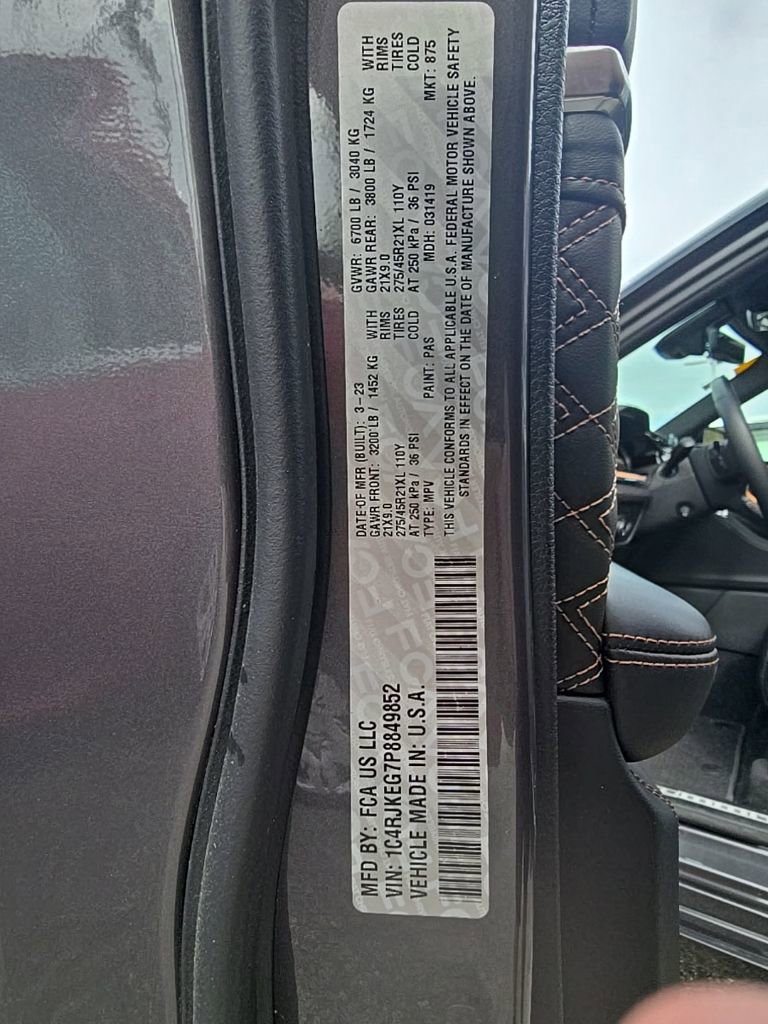 MFD BY: FCA US LLC
VIN: 1C4RJKEG7P8849852
VEHICLE MADE IN: U.S.A.
DATE OF MFR (BUILT): 3-23 GVWR: 6700 LB / 3040 KG
GAWR FRONT: 3200 LB / 1452 KG WITH GAWR REAR: 3800 LB / 1724 KG WITH
21X9.0 RIMS 21X9.0 RIMS
275/45R21XL 110Y TIRES 275/45R21XL 110Y TIRES
AT 250 kPa / 36 PSI COLD AT 250 kPa / 36 PSI COLD
TYPE: MPV PAINT: PAS MDH: 031419 MKT: 875
THIS VEHICLE CONFORMS TO ALL APPLICABLE U.S.A. FEDERAL MOTOR VEHICLE SAFETY
STANDARDS IN EFFECT ON THE DATE OF MANUFACTURE SHOWN ABOVE.